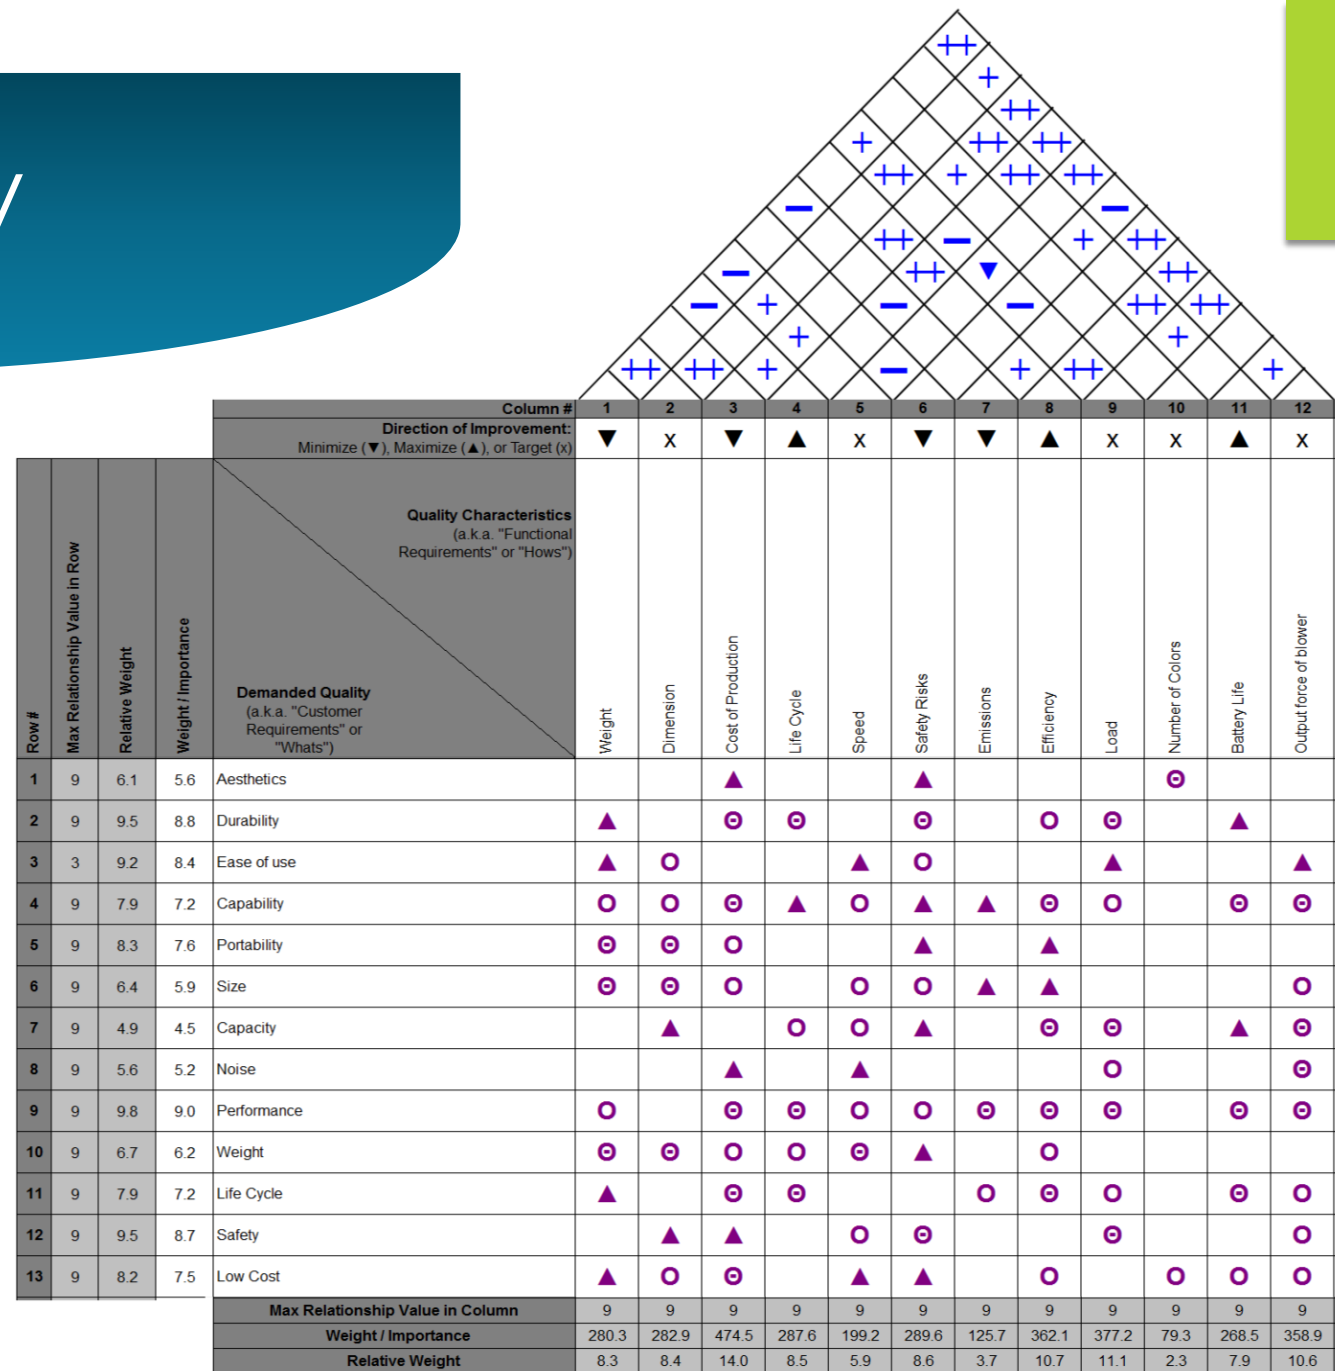 ++
+
++
+ ++ ++
++ + ++ ++
− −
++ − + ++
− ++ ▼ ++
− + − − ++ ++
+ +
++ ++ + − + ++ +
Column # 1 2 3 4 5 6 7 8 9 10 11 12
Direction of Improvement:
Minimize (▼), Maximize (▲), or Target (x) ▼ x ▼ ▲ x ▼ ▼ ▲ x x ▲ x
Quality Characteristics
(a.k.a. "Functional
Requirements" or "Hows")
Row #
Max Relationship Value in Row
Relative Weight
Weight / Importance
Demanded Quality
(a.k.a. "Customer
Requirements" or
"Whats")
Weight
Dimension
Cost of Production
Life Cycle
Speed
Safety Risks
Emissions
Efficiency
Load
Number of Colors
Battery Life
Output force of blower
1 9 6.1 5.6 Aesthetics ▲ ▲ Θ
2 9 9.5 8.8 Durability ▲ Θ Θ Θ Ο Θ ▲
3 3 9.2 8.4 Ease of use ▲ Ο ▲ Ο ▲ ▲
4 9 7.9 7.2 Capability Ο Ο Θ ▲ Ο ▲ ▲ Θ Ο Θ Θ
5 9 8.3 7.6 Portability Θ Θ Ο ▲ ▲
6 9 6.4 5.9 Size Θ Θ Ο Ο Ο ▲ ▲ Ο
7 9 4.9 4.5 Capacity ▲ Ο Ο ▲ Θ Θ ▲ Θ
8 9 5.6 5.2 Noise ▲ ▲ Ο Θ
9 9 9.8 9.0 Performance Ο Θ Θ Ο Ο Θ Θ Θ Θ Θ
10 9 6.7 6.2 Weight Θ Θ Ο Ο Θ ▲ Ο
11 9 7.9 7.2 Life Cycle ▲ Θ Θ Ο Θ Ο Θ Ο
12 9 9.5 8.7 Safety ▲ ▲ Ο Θ Θ Ο
13 9 8.2 7.5 Low Cost ▲ Ο Θ ▲ ▲ Ο Ο Ο Ο
Max Relationship Value in Column 9 9 9 9 9 9 9 9 9 9 9 9
Weight / Importance 280.3 282.9 474.5 287.6 199.2 289.6 125.7 362.1 377.2 79.3 268.5 358.9
Relative Weight 8.3 8.4 14.0 8.5 5.9 8.6 3.7 10.7 11.1 2.3 7.9 10.6